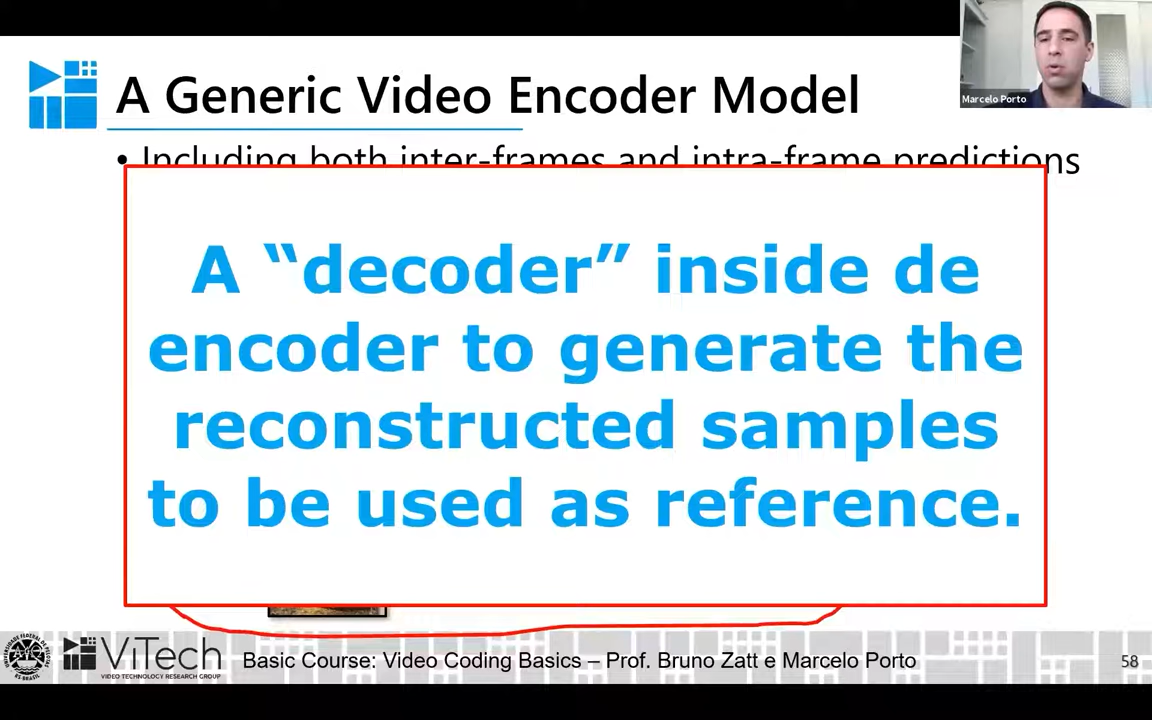 A Generic Video Encoder Model
Marcelo Porto
• Including both inter-frames and intra-frame predictions
A “decoder” inside de
encoder to generate the
reconstructed samples
to be used as reference.
ViTech
VIDEO TECHNOLOGY RESEARCH GROUP
Basic Course: Video Coding Basics – Prof. Bruno Zatt e Marcelo Porto
58